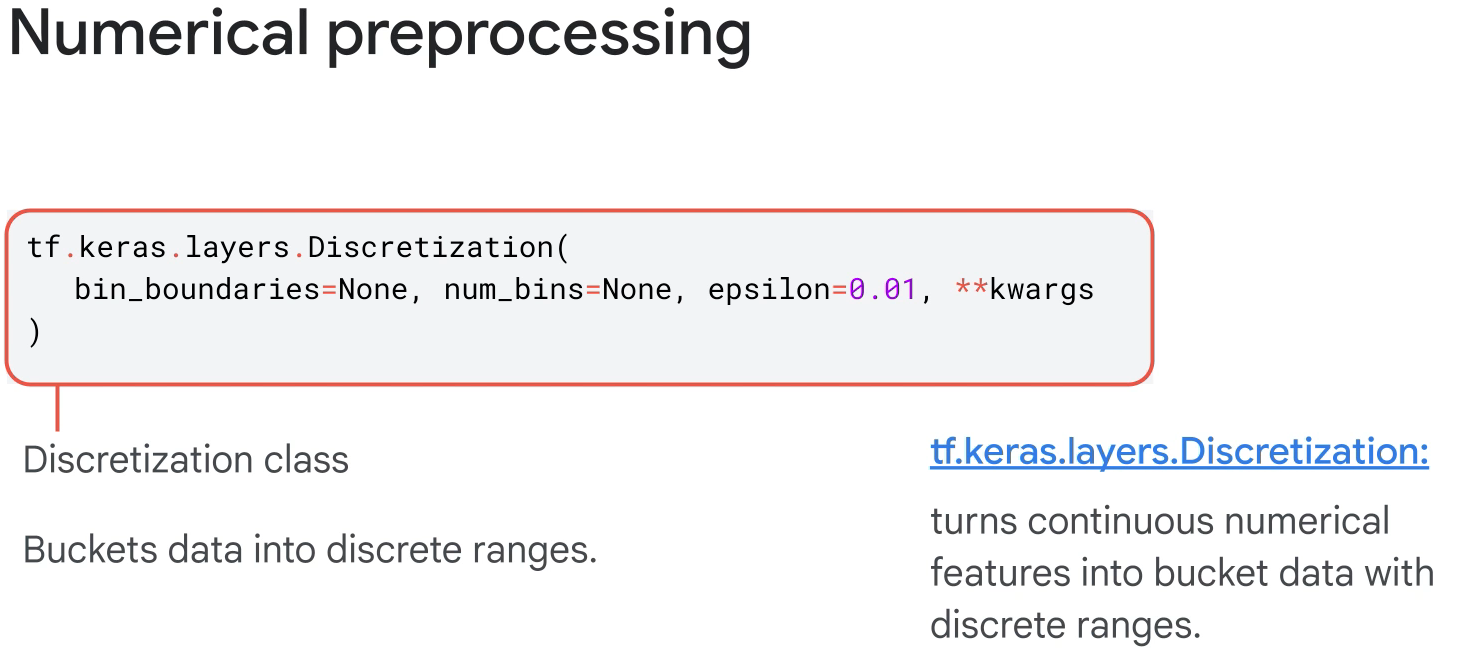 Numerical preprocessing
tf.keras.layers.Discretization(
bin_boundaries=None, num_bins=None, epsilon=0.01, **kwargs
)
Discretization class
Buckets data into discrete ranges.
tf.keras.layers.Discretization:
turns continuous numerical
features into bucket data with
discrete ranges.